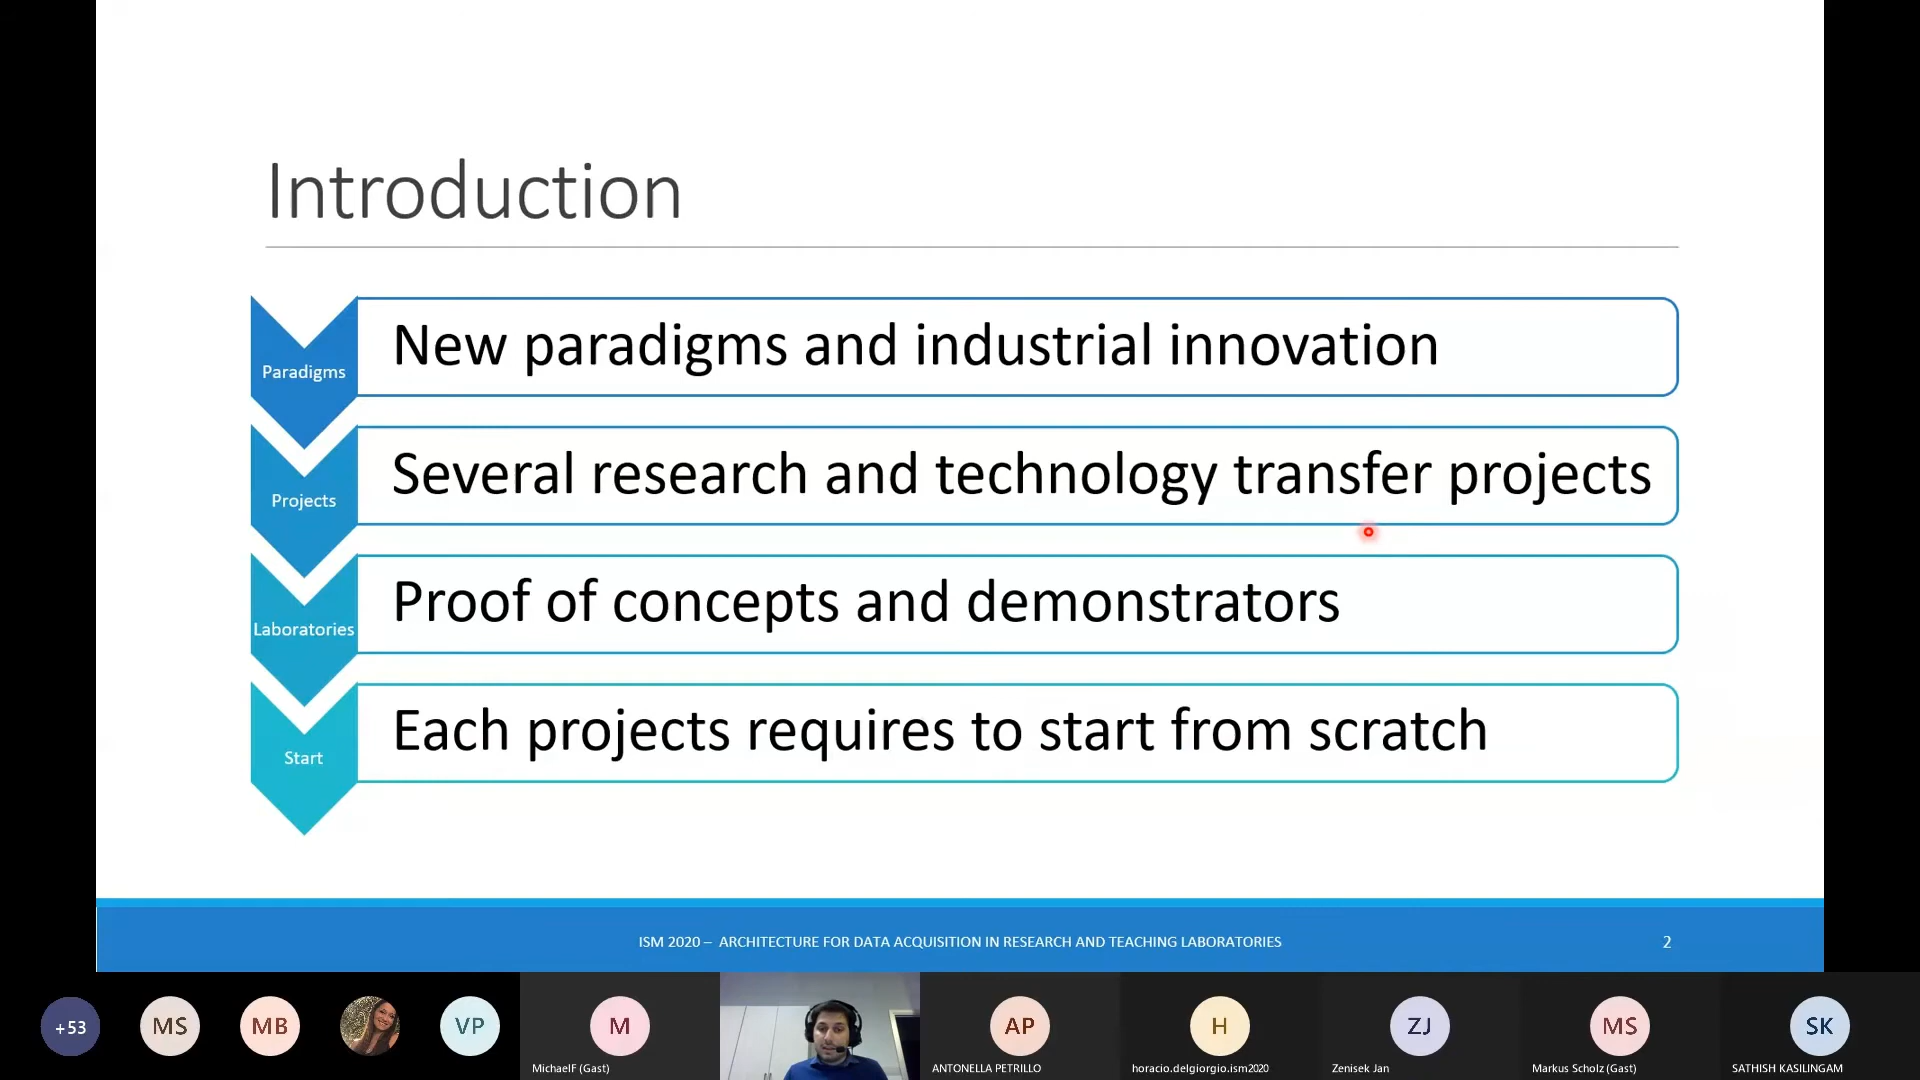 Introduction
Paradigms
New paradigms and industrial innovation
Projects
Several research and technology transfer projects
Laboratories
Proof of concepts and demonstrators
Start
Each projects requires to start from scratch
ISM 2020 – ARCHITECTURE FOR DATA ACQUISITION IN RESEARCH AND TEACHING LABORATORIES
2
+53
MS
MB
VP
M
MichaelF (Gast)
AP
ANTONELLA PETRILLO
H
horacio.delgiorgio.ism2020
ZJ
Zenisek Jan
MS
Markus Scholz (Gast)
SK
SATHISH KASILINGAM